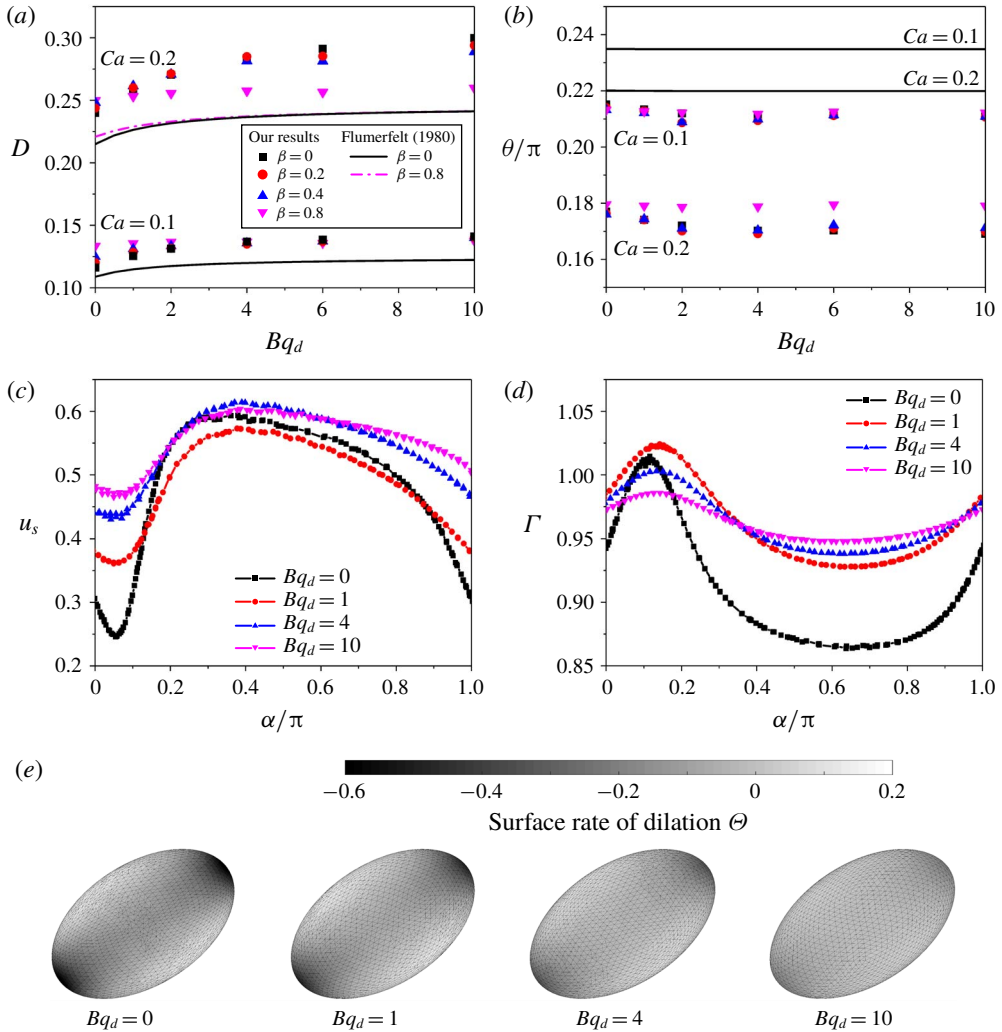 (a)
0.30
0.25
D 0.20
0.15
0.10
Ca = 0.2
Our results Flumerfelt (1980)
β = 0 β = 0
β = 0.2 β = 0.8
β = 0.4
β = 0.8
Ca = 0.1
0 2 4 6 8 10
Bq_d
(b)
0.24
0.22
θ/π 0.20
0.18
0.16
Ca = 0.1
Ca = 0.2
Ca = 0.1
Ca = 0.2
0 2 4 6 8 10
Bq_d
(c)
0.6
0.5
u_s
0.4
0.3
0.2
Bq_d = 0
Bq_d = 1
Bq_d = 4
Bq_d = 10
0 0.2 0.4 0.6 0.8 1.0
α/π
(d)
1.05
1.00
Γ
0.95
0.90
0.85
Bq_d = 0
Bq_d = 1
Bq_d = 4
Bq_d = 10
0 0.2 0.4 0.6 0.8 1.0
α/π
(e)
−0.6 −0.4 −0.2 0 0.2
Surface rate of dilation Θ
Bq_d = 0 Bq_d = 1 Bq_d = 4 Bq_d = 10